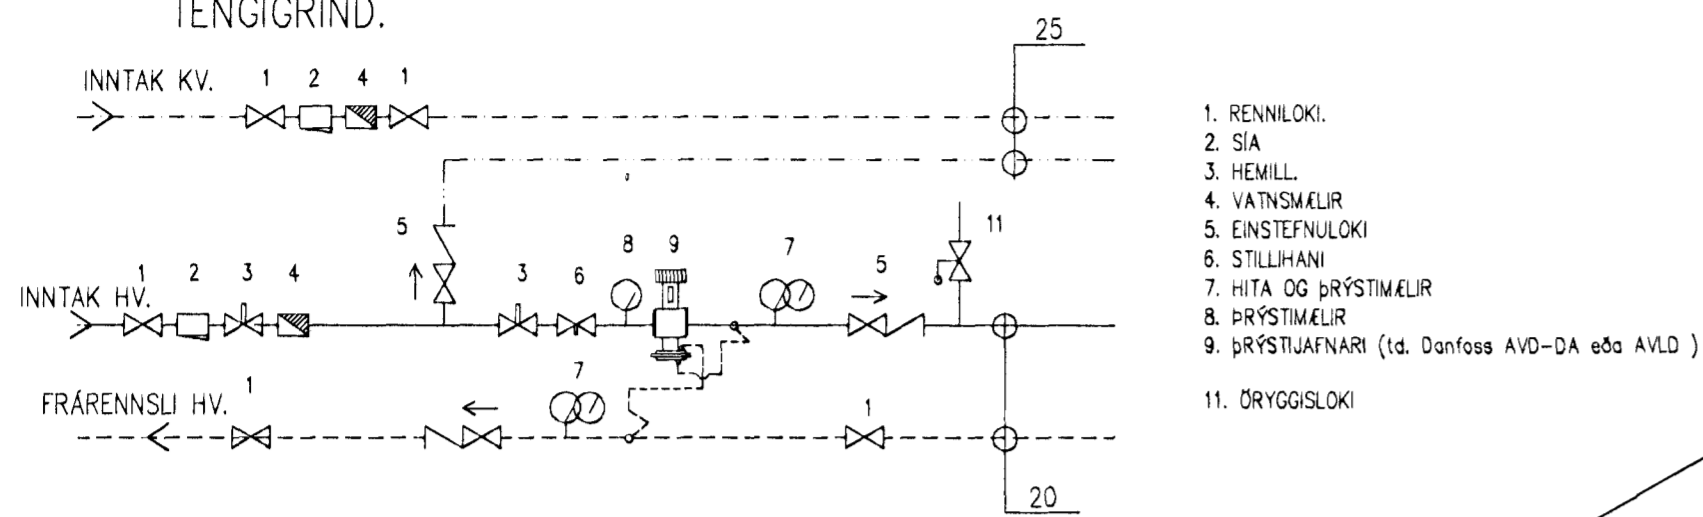 TENGIGRIND.
25
INNTAK KV. 1 2 4 1
5
8 9 7 11
INNTAK HV. 1 2 3 4 3 6 5
FRÁRENNSLI HV. 1 7 1
20
1. RENNILOKI.
2. SÍA
3. HEMILL.
4. VATNSMÆLIR
5. EINSTEFNULOKI
6. STILLIHANI
7. HITA OG ÞRÝSTIMÆLIR
8. ÞRÝSTIMÆLIR
9. ÞRÝSTIJAFNARI (td. Danfoss AVD-DA eða AVLD )
11. ÖRYGGISLOKI